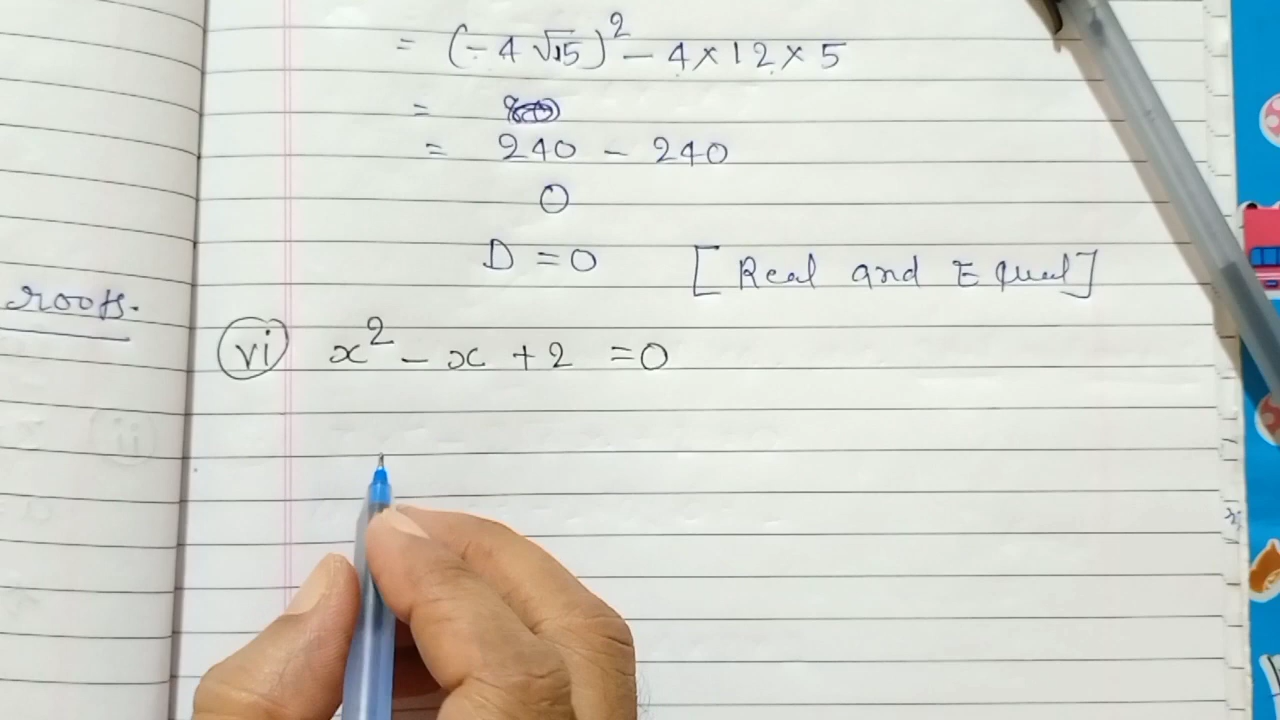 = (-4√15)² - 4×12×5
=
= 240 - 240
0
D = 0 [Real and Equal]
roots.
(vi) x² - x + 2 = 0